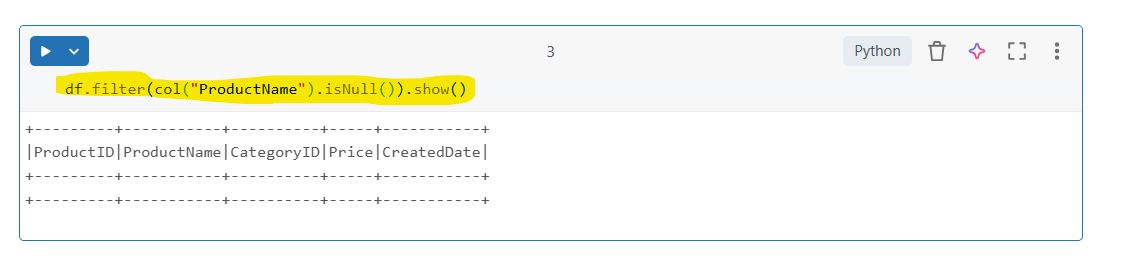 3
Python
df.filter(col("ProductName").isNull()).show()
+---------+-----------+----------+-----+-----------+
|ProductID|ProductName|CategoryID|Price|CreatedDate|
+---------+-----------+----------+-----+-----------+
+---------+-----------+----------+-----+-----------+